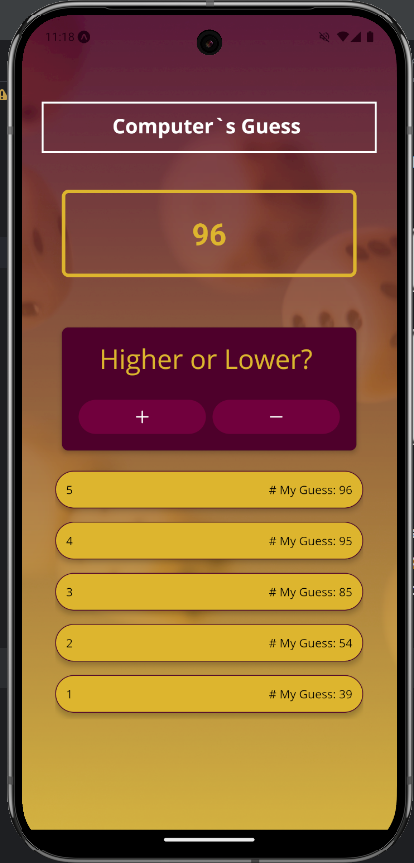 11:18
Computer`s Guess
96
Higher or Lower?
+ −
5 # My Guess: 96
4 # My Guess: 95
3 # My Guess: 85
2 # My Guess: 54
1 # My Guess: 39